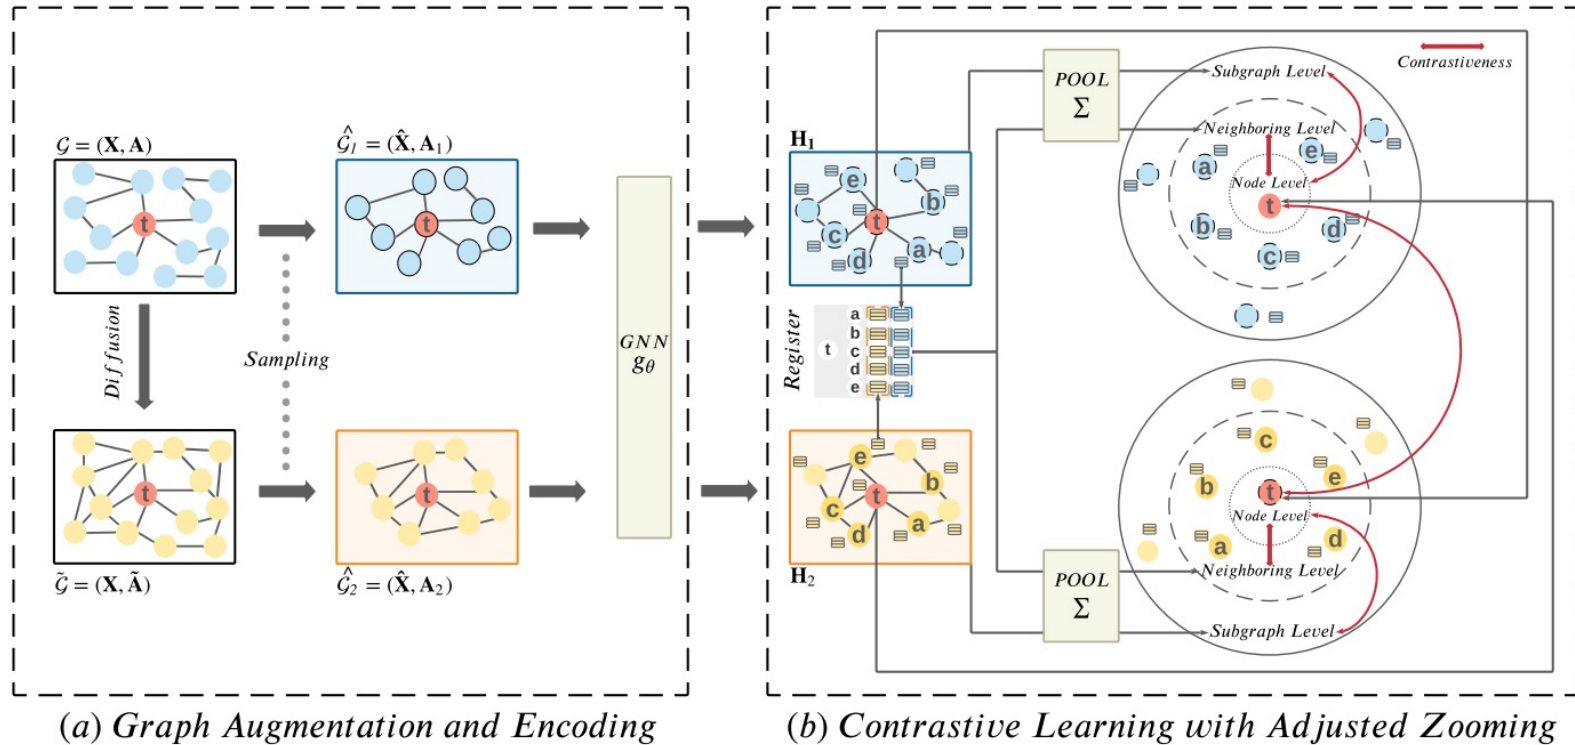 𝒢 = (X, A)
Ĝ₁ = (X̂, A₁)
t
t
Diffusion
Sampling
GNN
gθ
t
t
G̃ = (X, Ã)
Ĝ₂ = (X̂, A₂)
(a) Graph Augmentation and Encoding
H₁
e
b
t
c
a
d
Register
t
a
b
c
d
e
e
b
t
c
a
d
H₂
POOL
Σ
POOL
Σ
Contrastiveness
Subgraph Level
Neighboring Level
e
a
Node Level
t
b
d
c
c
e
b
t
Node Level
a
d
Neighboring Level
Subgraph Level
(b) Contrastive Learning with Adjusted Zooming